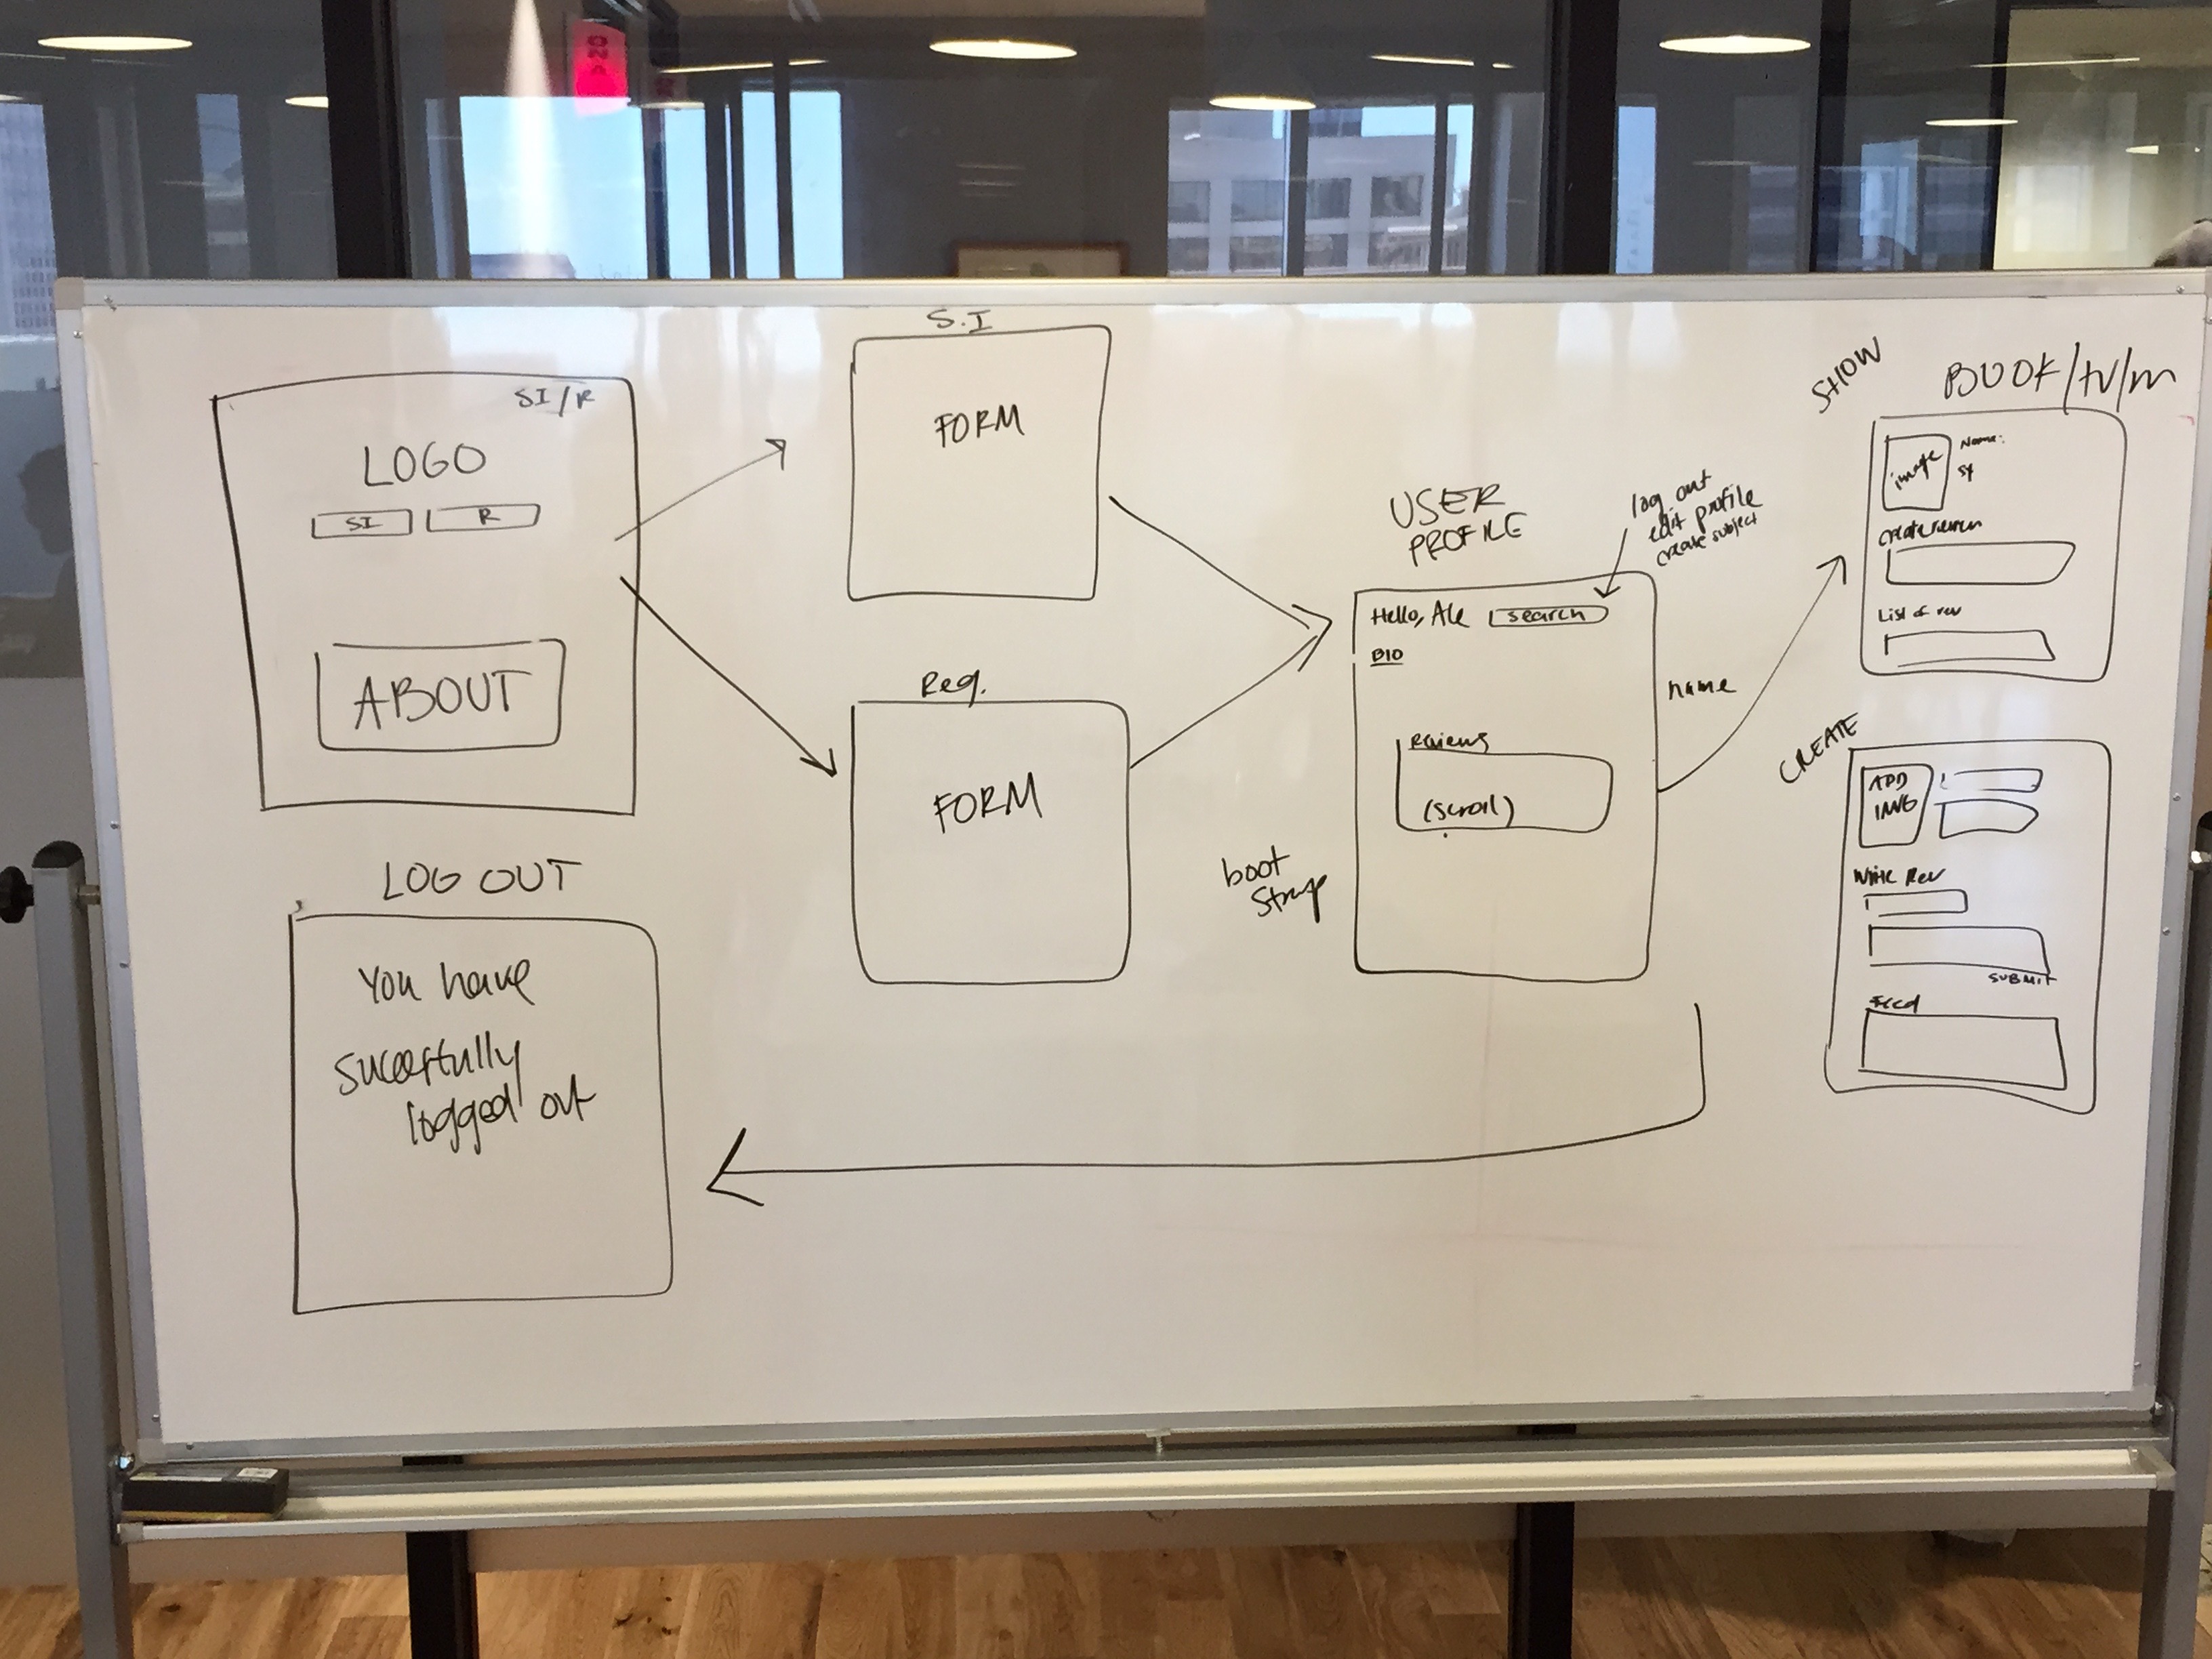 SI/R
LOGO
SI
R
ABOUT
LOG OUT
You have
logged out
S.I
FORM
Reg.
FORM
boot
strap
USER
PROFILE
log out
edit profile
create subject
Hello, Ale
search
BIO
Reviews
(scroll)
name
SHOW
BOOK/tv/m
image
Name:
create review
List of rev
CREATE
ADD
IMG
Write Rev
SUBMIT
Feed